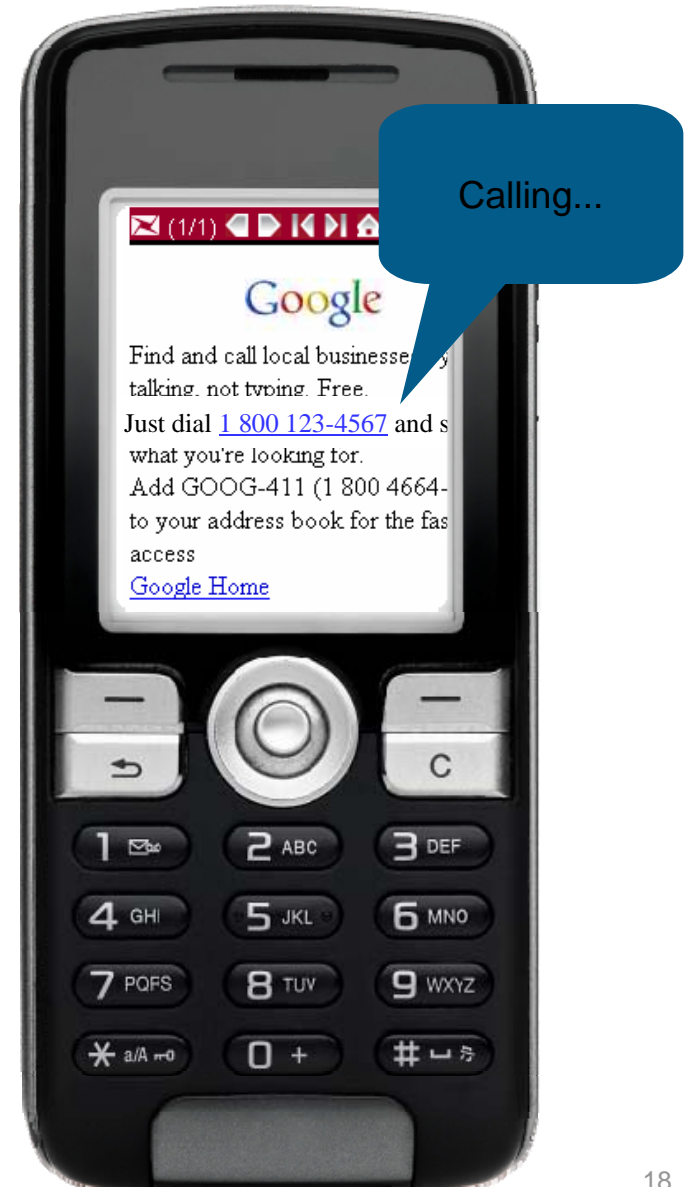 Calling...
(1/1)
Google
Find and call local businesses
talking, not typing. Free.
Just dial 1 800 123-4567 and s
what you're looking for.
Add GOOG-411 (1 800 4664-
to your address book for the fas
access
Google Home
C
1 2 ABC 3 DEF
4 GHI 5 JKL 6 MNO
7 PQRS 8 TUV 9 WXYZ
* a/A 0 + #
18